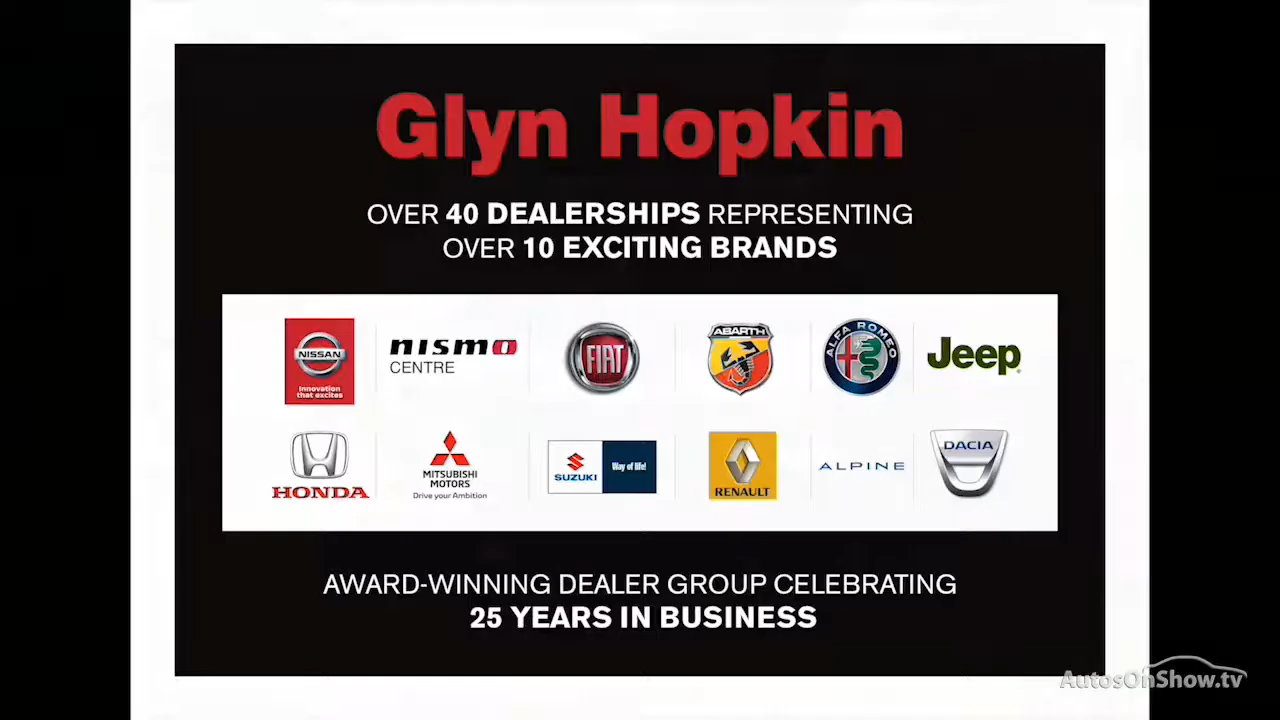 Glyn Hopkin
OVER 40 DEALERSHIPS REPRESENTING
OVER 10 EXCITING BRANDS
NISSAN
Innovation
that excites
nismo
CENTRE
FIAT
ABARTH
ALFA ROMEO
Jeep
HONDA
MITSUBISHI
MOTORS
Drive your Ambition
SUZUKI
Way of life!
RENAULT
ALPINE
DACIA
AWARD-WINNING DEALER GROUP CELEBRATING
25 YEARS IN BUSINESS
AutosOnShow.tv